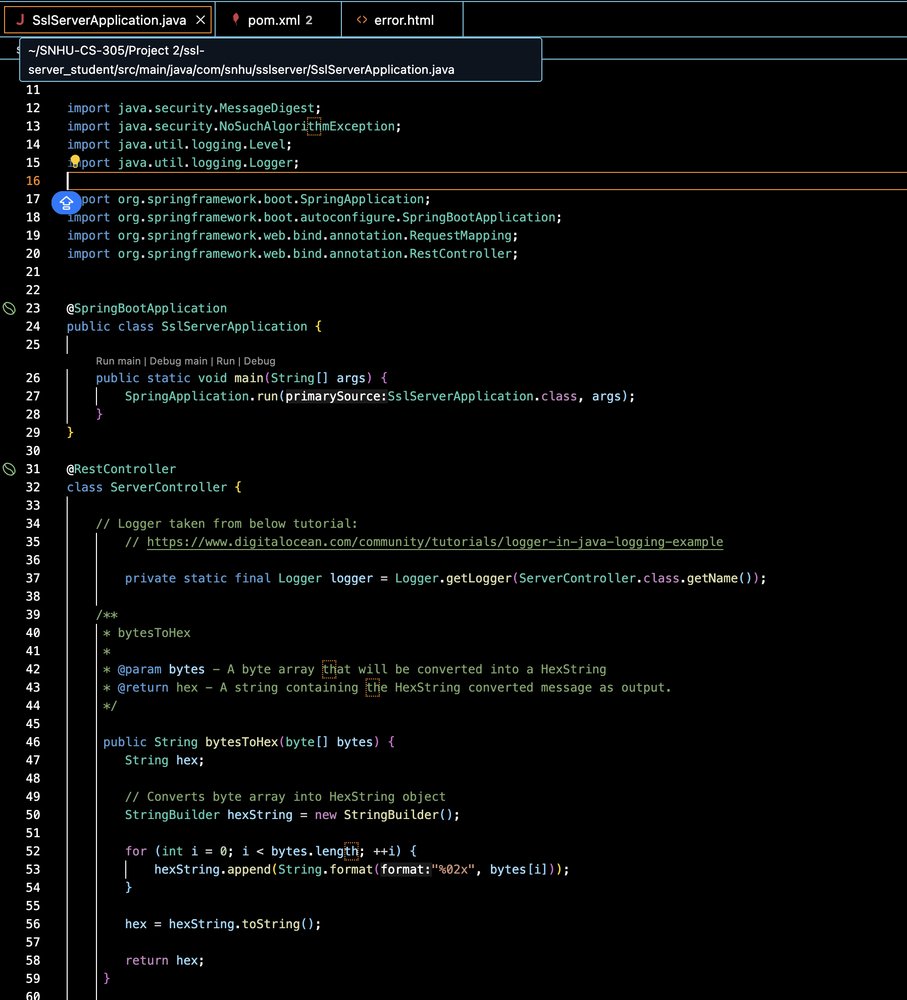 SslServerApplication.java
pom.xml 2
error.html
~/SNHU-CS-305/Project 2/ssl-
server_student/src/main/java/com/snhu/sslserver/SslServerApplication.java
11
12 import java.security.MessageDigest;
13 import java.security.NoSuchAlgorithmException;
14 import java.util.logging.Level;
15 import java.util.logging.Logger;
16
17 import org.springframework.boot.SpringApplication;
18 import org.springframework.boot.autoconfigure.SpringBootApplication;
19 import org.springframework.web.bind.annotation.RequestMapping;
20 import org.springframework.web.bind.annotation.RestController;
21
22
23 @SpringBootApplication
24 public class SslServerApplication {
25
Run main | Debug main | Run | Debug
26 public static void main(String[] args) {
27 SpringApplication.run(primarySource:SslServerApplication.class, args);
28 }
29 }
30
31 @RestController
32 class ServerController {
33
34 // Logger taken from below tutorial:
35 // https://www.digitalocean.com/community/tutorials/logger-in-java-logging-example
36
37 private static final Logger logger = Logger.getLogger(ServerController.class.getName());
38
39 /**
40 * bytesToHex
41 *
42 * @param bytes - A byte array that will be converted into a HexString
43 * @return hex - A string containing the HexString converted message as output.
44 */
45
46 public String bytesToHex(byte[] bytes) {
47 String hex;
48
49 // Converts byte array into HexString object
50 StringBuilder hexString = new StringBuilder();
51
52 for (int i = 0; i < bytes.length; ++i) {
53 hexString.append(String.format(format:"%02x", bytes[i]));
54 }
55
56 hex = hexString.toString();
57
58 return hex;
59 }
60